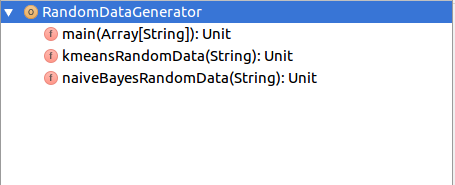 o RandomDataGenerator
f main(Array[String]): Unit
f kmeansRandomData(String): Unit
f naiveBayesRandomData(String): Unit